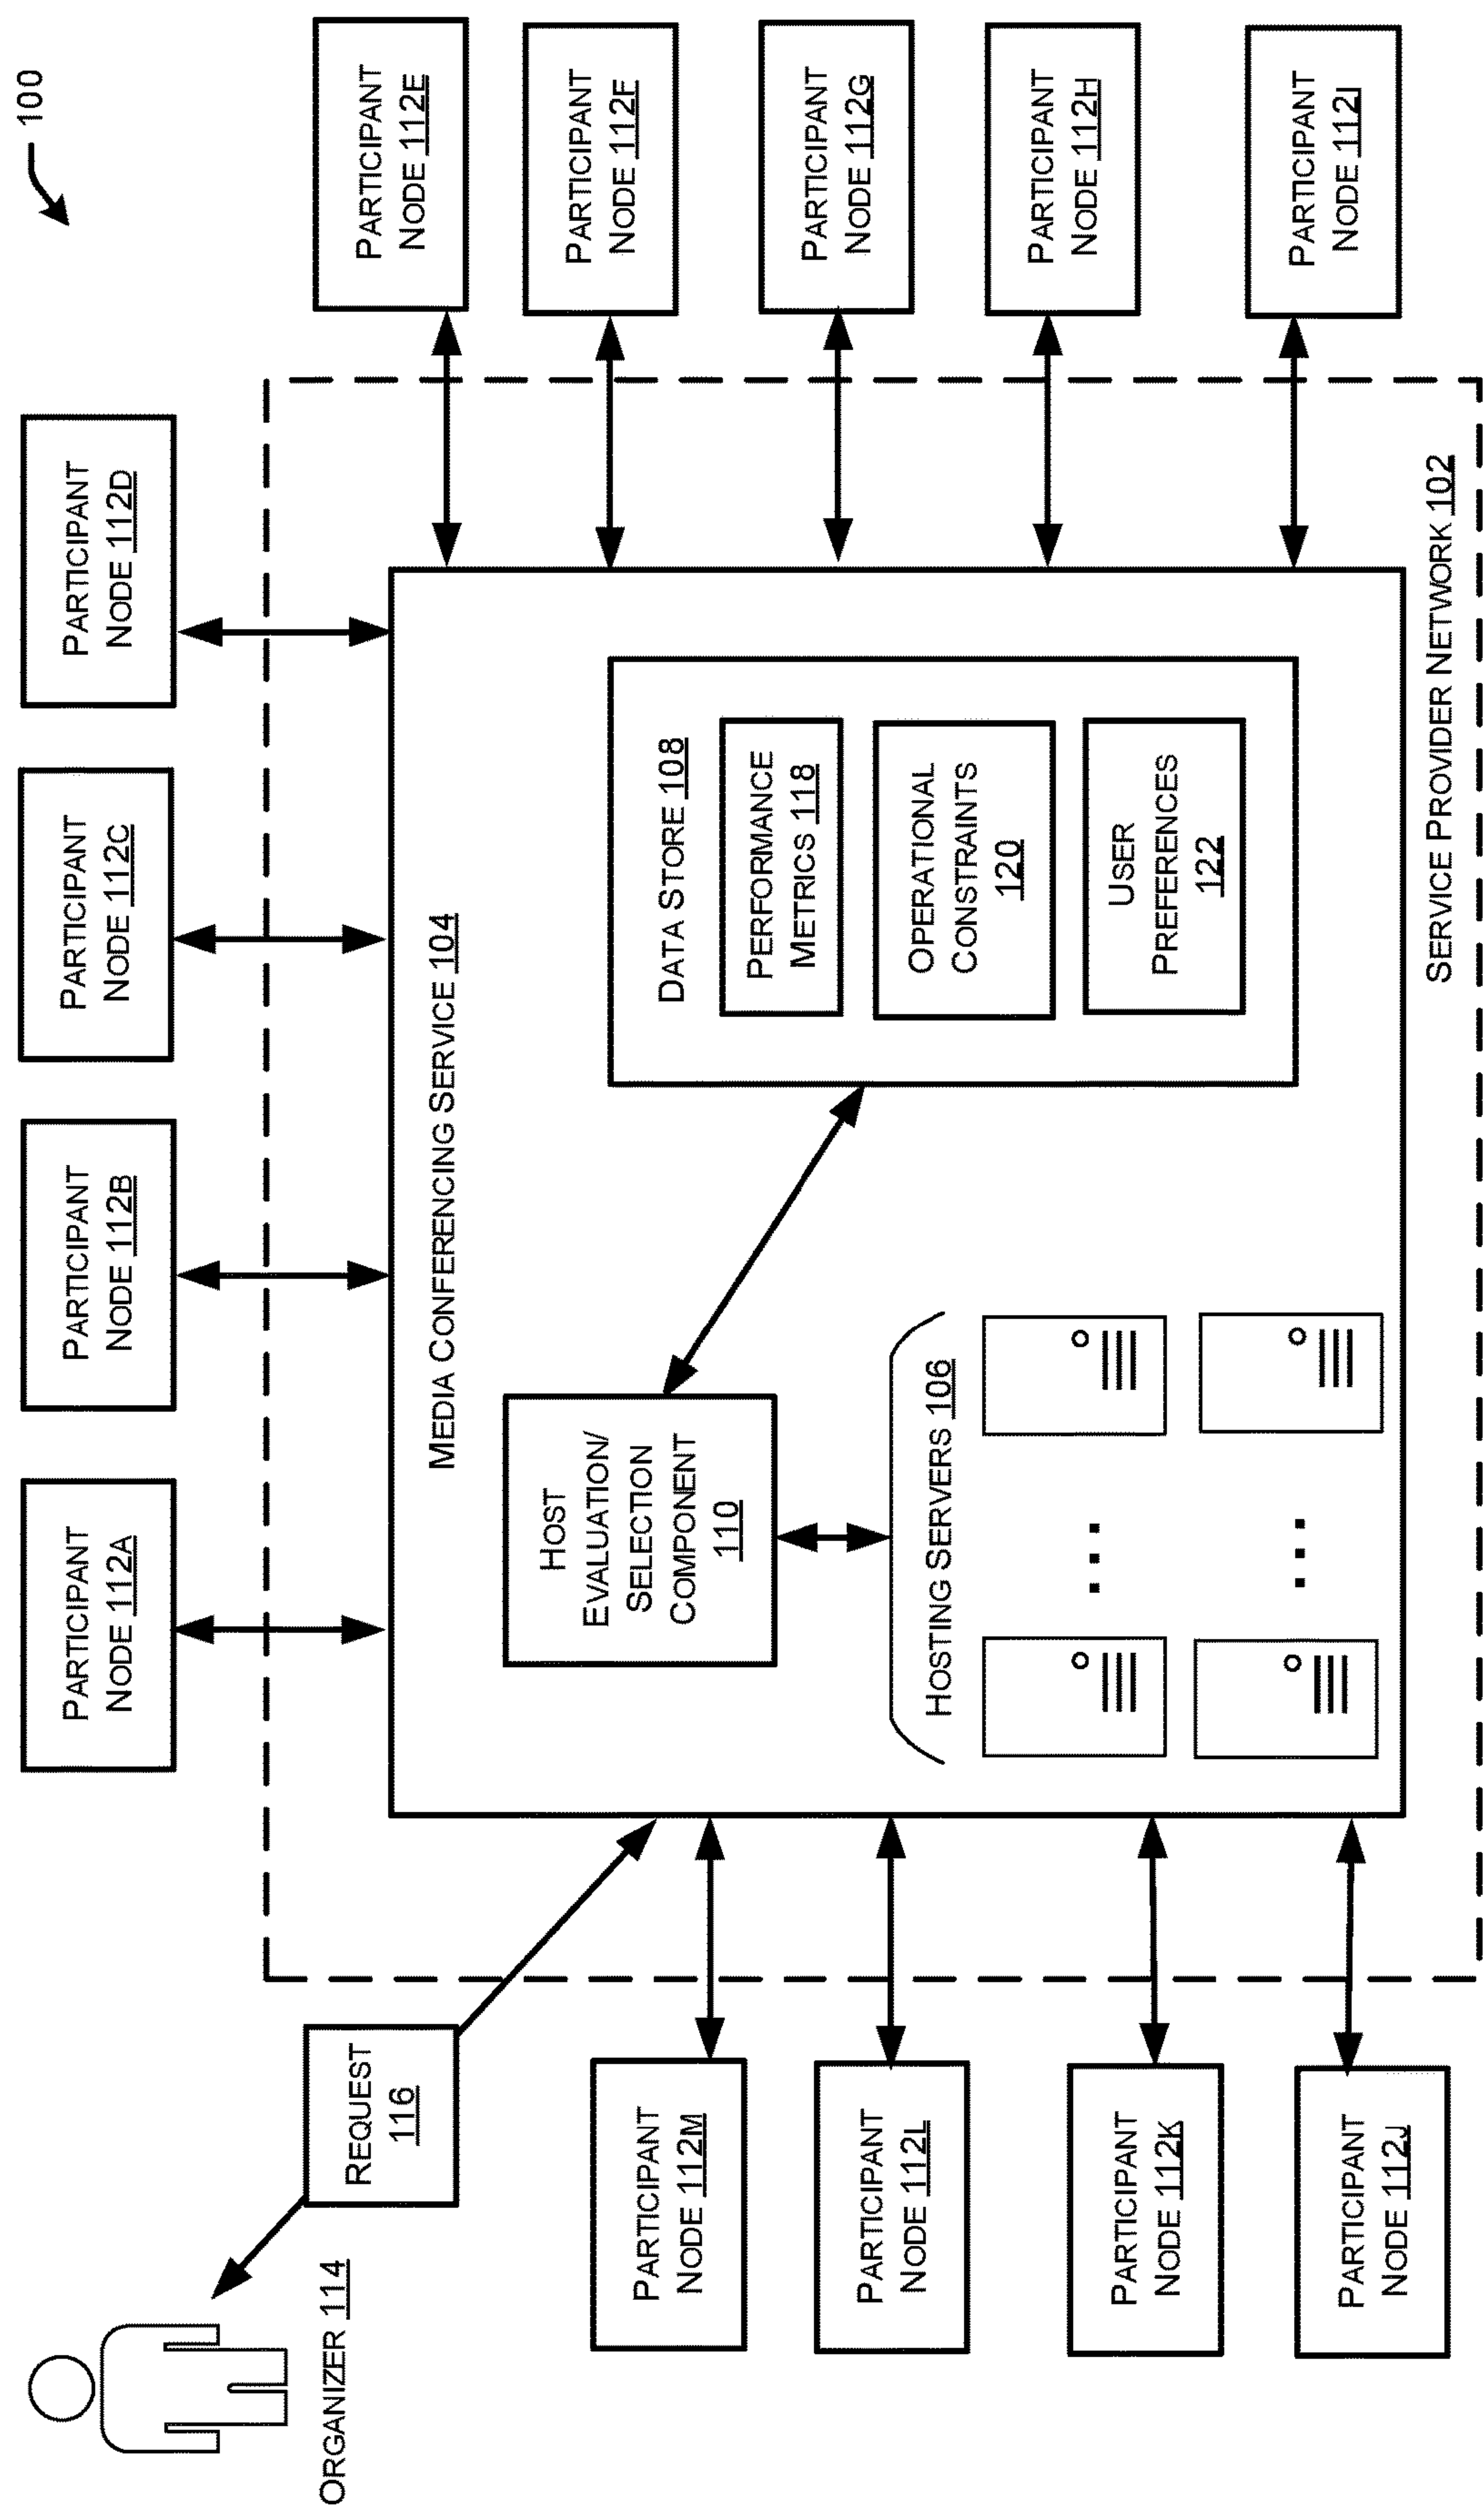 100
ORGANIZER 114
REQUEST
116
PARTICIPANT
NODE 112A
PARTICIPANT
NODE 112B
PARTICIPANT
NODE 112C
PARTICIPANT
NODE 112D
PARTICIPANT
NODE 112E
PARTICIPANT
NODE 112F
PARTICIPANT
NODE 112G
PARTICIPANT
NODE 112H
PARTICIPANT
NODE 112I
PARTICIPANT
NODE 112M
PARTICIPANT
NODE 112L
PARTICIPANT
NODE 112K
PARTICIPANT
NODE 112J
MEDIA CONFERENCING SERVICE 104
HOST
EVALUATION/
SELECTION
COMPONENT
110
HOSTING SERVERS 106
DATA STORE 108
PERFORMANCE
METRICS 118
OPERATIONAL
CONSTRAINTS
120
USER
PREFERENCES
122
SERVICE PROVIDER NETWORK 102